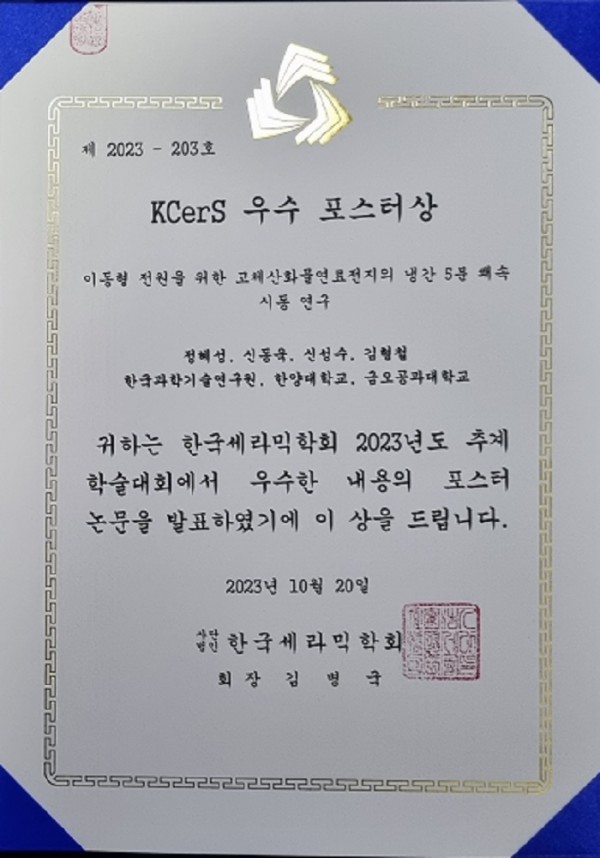 제 2023 - 203호
KCerS 우수 포스터상
이동형 전원을 위한 고체산화물연료전지의 냉간 5분 쾌속
시동 연구
정혜섭, 신동욱, 신성수, 김형철
한국과학기술연구원, 한양대학교, 금오공과대학교
귀하는 한국세라믹학회 2023년도 추계
학술대회에서 우수한 내용의 포스터
논문을 발표하였기에 이 상을 드립니다.
2023년 10월 20일
사단법인 한국세라믹학회
회장 김 병 국